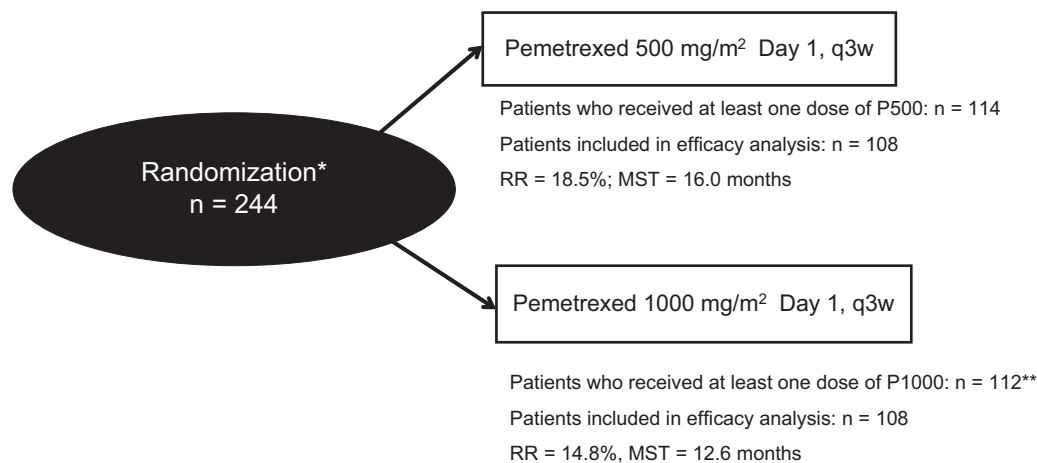 Randomization*
n = 244
Pemetrexed 500 mg/m² Day 1, q3w
Patients who received at least one dose of P500: n = 114
Patients included in efficacy analysis: n = 108
RR = 18.5%; MST = 16.0 months
Pemetrexed 1000 mg/m² Day 1, q3w
Patients who received at least one dose of P1000: n = 112**
Patients included in efficacy analysis: n = 108
RR = 14.8%, MST = 12.6 months